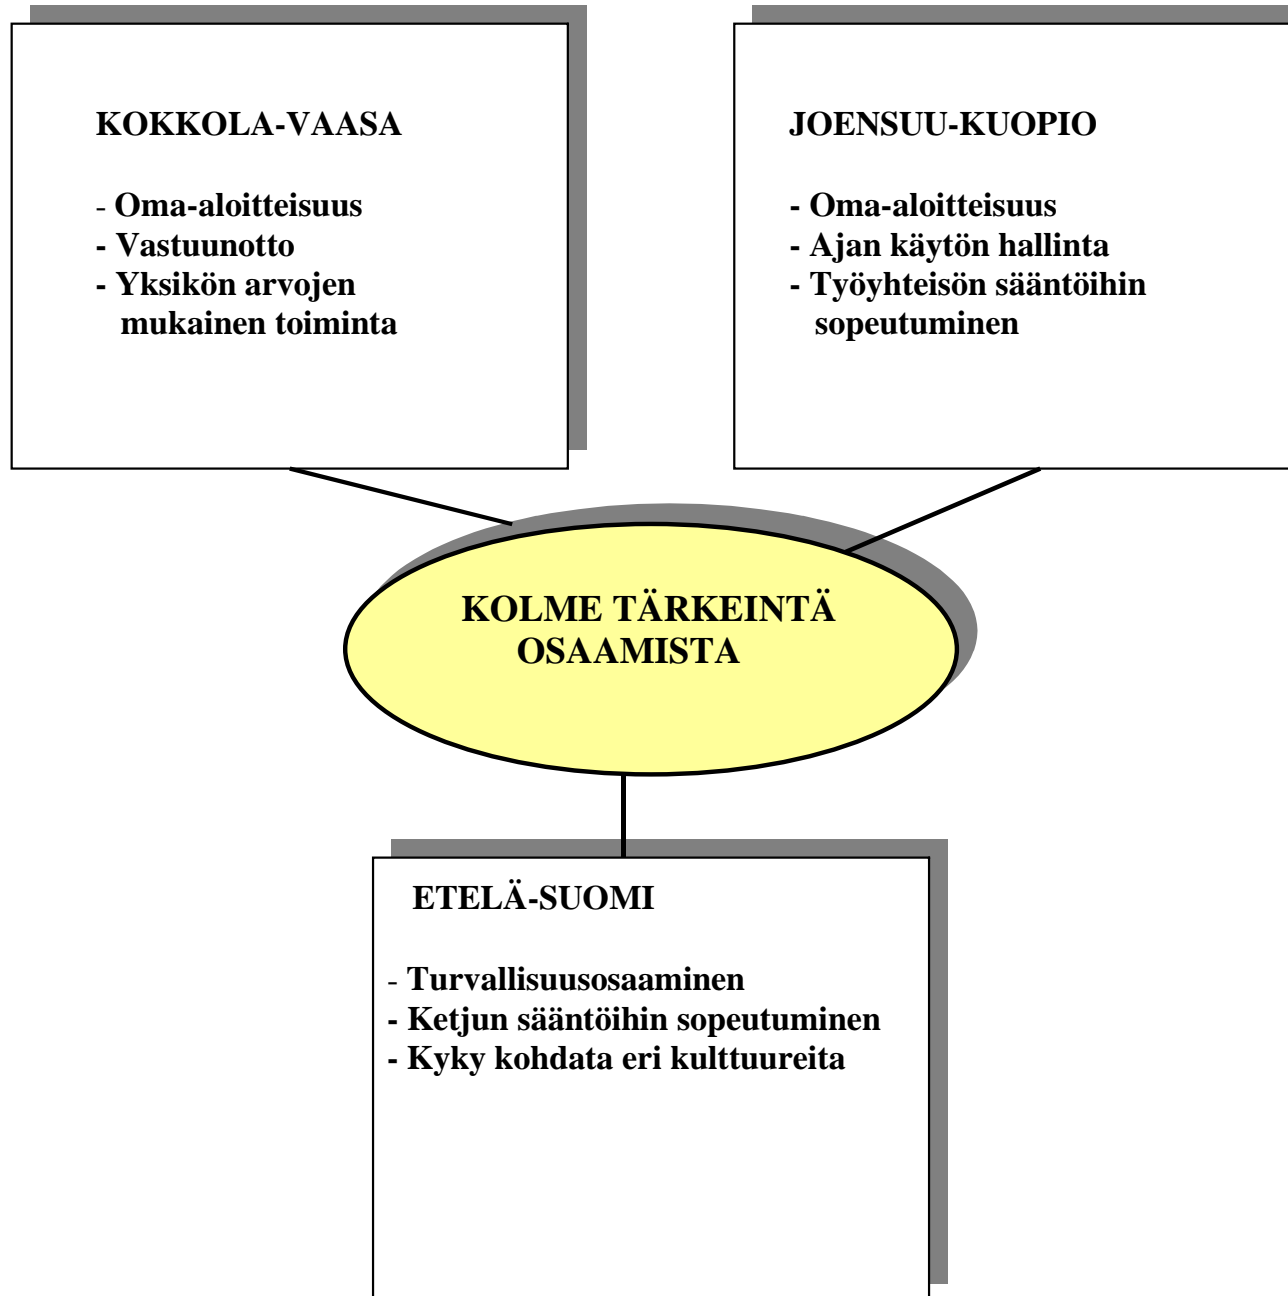 KOKKOLA-VAASA
- Oma-aloitteisuus
- Vastuunotto
- Yksikön arvojen
mukainen toiminta
JOENSUU-KUOPIO
- Oma-aloitteisuus
- Ajan käytön hallinta
- Työyhteisön sääntöihin
sopeutuminen
KOLME TÄRKEINTÄ
OSAAMISTA
ETELÄ-SUOMI
- Turvallisuusosaaminen
- Ketjun sääntöihin sopeutuminen
- Kyky kohdata eri kulttuureita